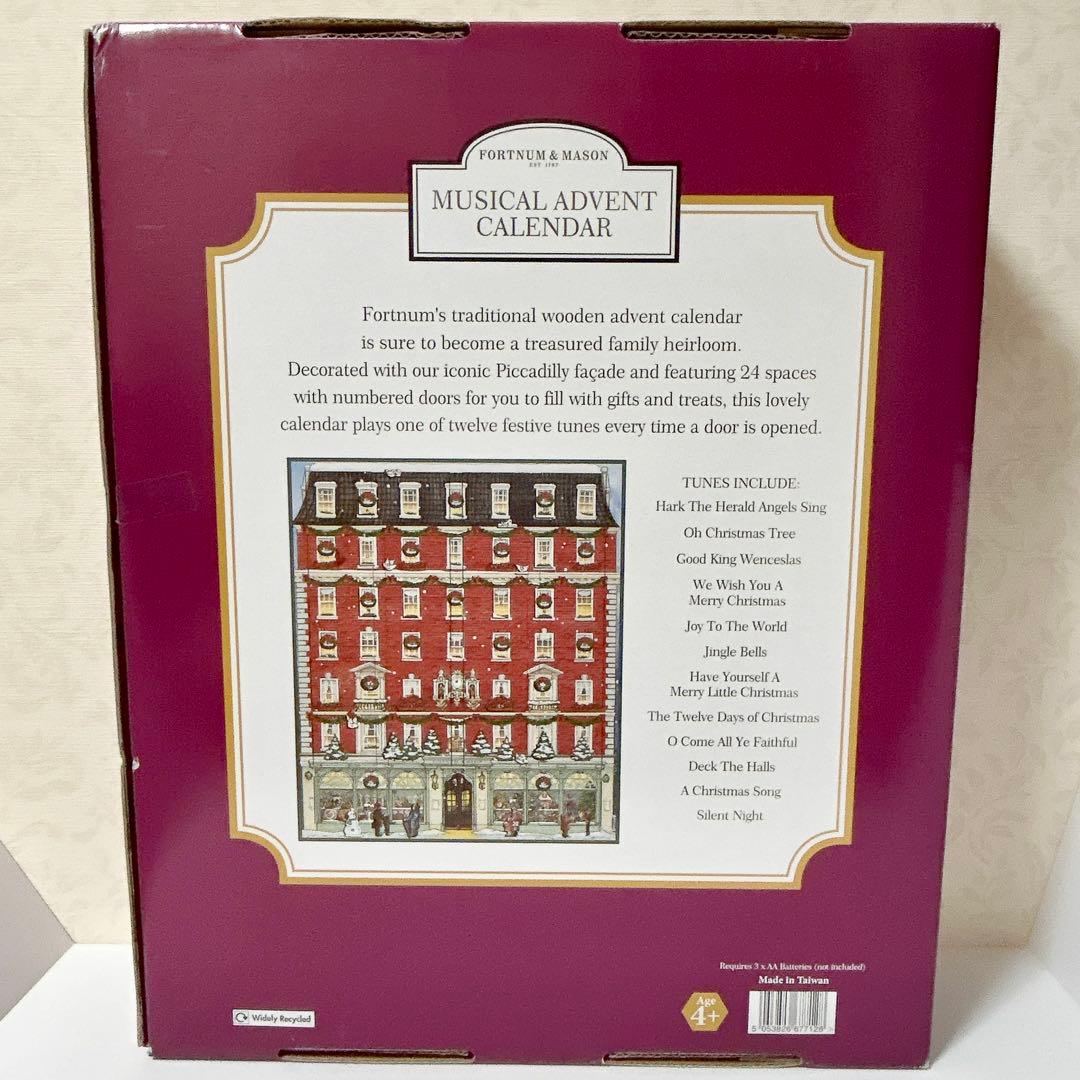 FORTNUM & MASON
EST 1707
MUSICAL ADVENT
CALENDAR
Fortnum's traditional wooden advent calendar
is sure to become a treasured family heirloom.
Decorated with our iconic Piccadilly façade and featuring 24 spaces
with numbered doors for you to fill with gifts and treats, this lovely
calendar plays one of twelve festive tunes every time a door is opened.
TUNES INCLUDE:
Hark The Herald Angels Sing
Oh Christmas Tree
Good King Wenceslas
We Wish You A
Merry Christmas
Joy To The World
Jingle Bells
Have Yourself A
Merry Little Christmas
The Twelve Days of Christmas
O Come All Ye Faithful
Deck The Halls
A Christmas Song
Silent Night
Requires 3 x AA Batteries (not included)
Made in Taiwan
Age
4+
5 053826 677128 >
Widely Recycled